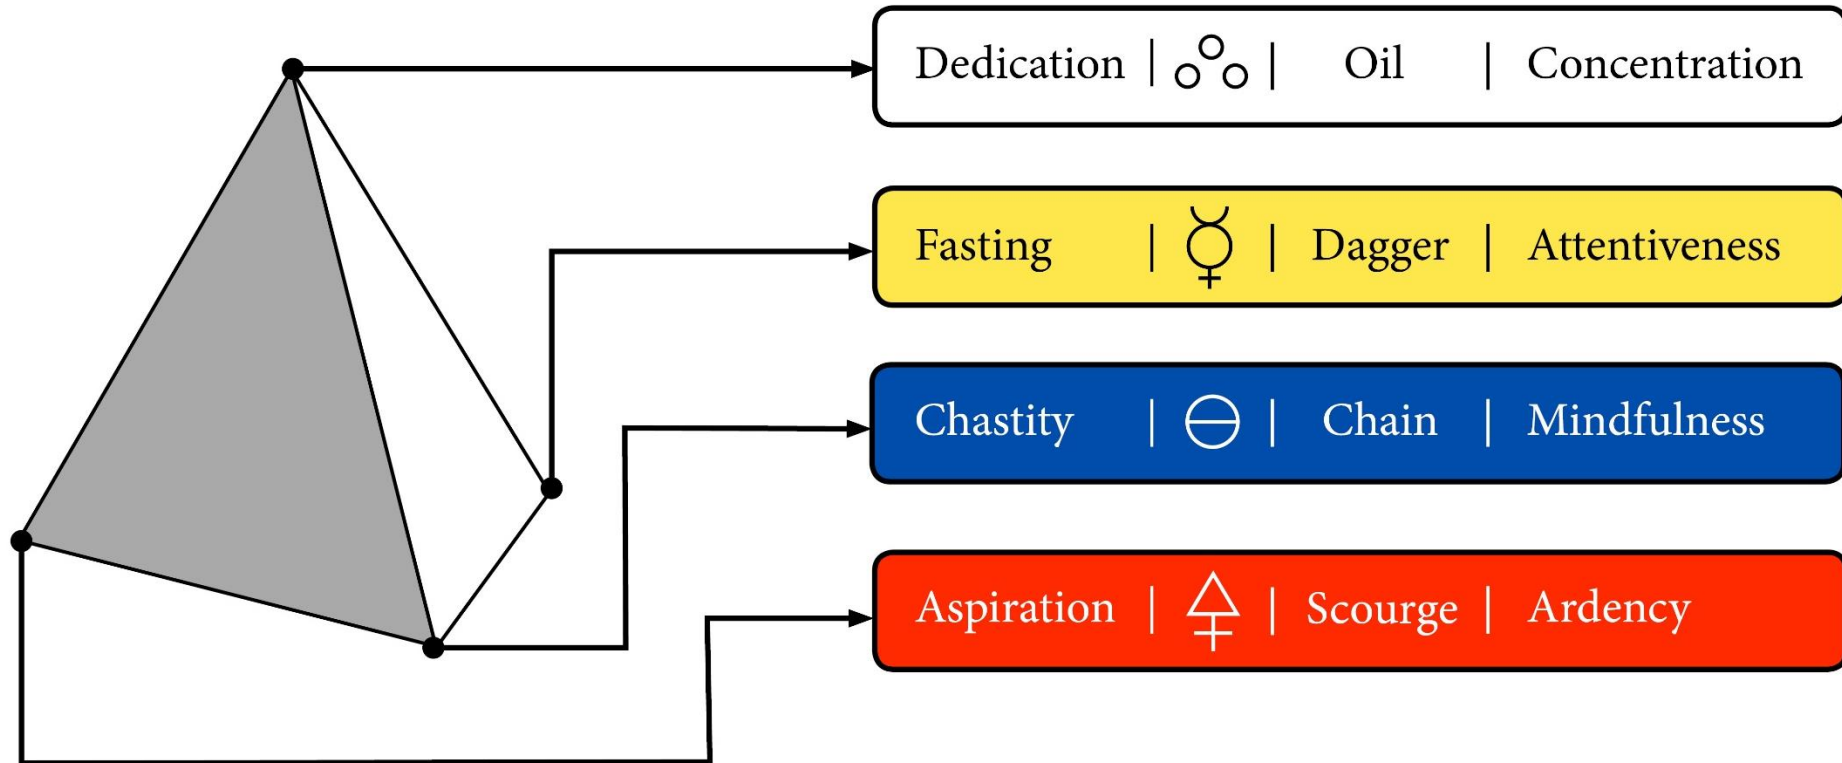 Dedication | | Oil | Concentration
Fasting | ☿ | Dagger | Attentiveness
Chastity | | Chain | Mindfulness
Aspiration | | Scourge | Ardency